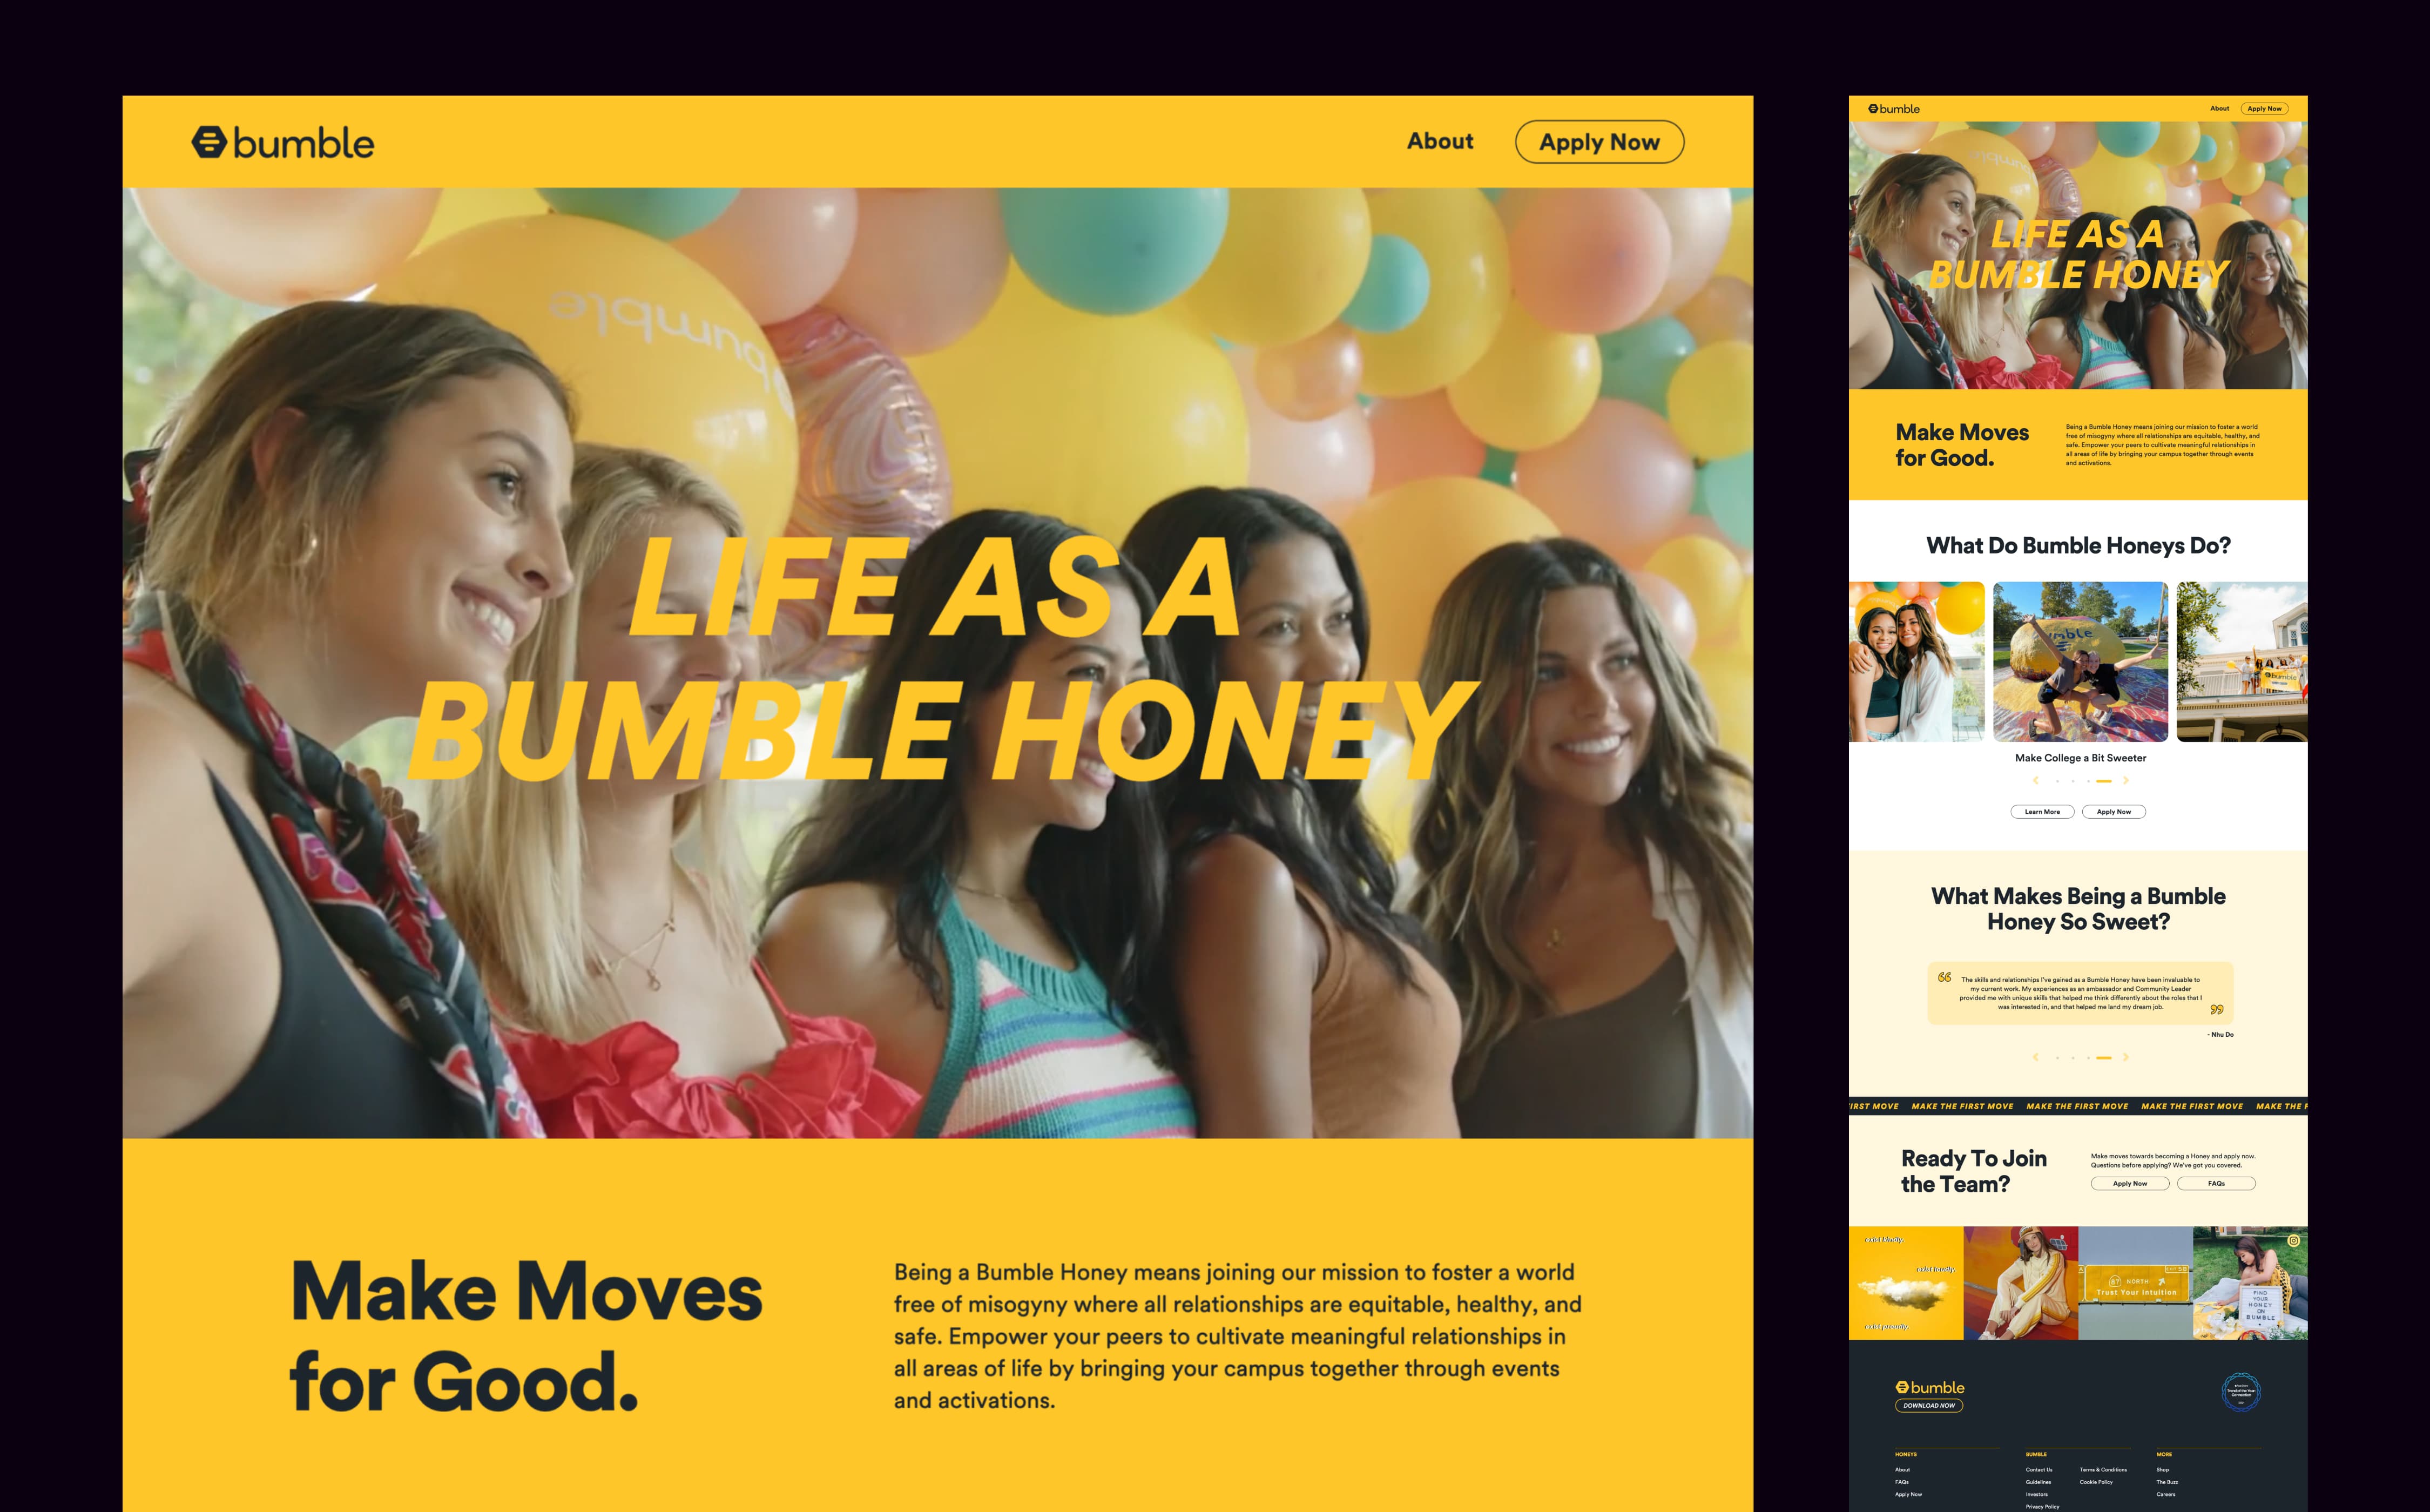 bumble
About
Apply Now
bumble
LIFE AS A
BUMBLE HONEY
Make Moves
for Good.
Being a Bumble Honey means joining our mission to foster a world
free of misogyny where all relationships are equitable, healthy, and
safe. Empower your peers to cultivate meaningful relationships in
all areas of life by bringing your campus together through events
and activations.
bumble
About
Apply Now
bumble
LIFE AS A
BUMBLE HONEY
Make Moves
for Good.
Being a Bumble Honey means joining our mission to foster a world
free of misogyny where all relationships are equitable, healthy, and
safe. Empower your peers to cultivate meaningful relationships in
all areas of life by bringing your campus together through events
and activations.
What Do Bumble Honeys Do?
bumble
Make College a Bit Sweeter
Learn More
Apply Now
What Makes Being a Bumble
Honey So Sweet?
The skills and relationships I've gained as a Bumble Honey have been invaluable to
my current work. My experiences as an ambassador and Community Leader
provided me with unique skills that helped me think differently about the roles that I
was interested in, and that helped me land my dream job.
- Nhu Do
IRST MOVE MAKE THE FIRST MOVE MAKE THE FIRST MOVE MAKE THE FIRST MOVE MAKE THE F
Ready To Join
the Team?
Make moves towards becoming a Honey and apply now.
Questions before applying? We've got you covered.
Apply Now
FAQs
exist kindly.
exist loudly.
exist proudly.
87 NORTH
Trust Your Intuition
FIND
YOUR
HONEY
ON
BUMBLE
bumble
DOWNLOAD NOW
Trend of the Year
Connection
HONEYS
About
FAQs
Apply Now
BUMBLE
Contact Us
Guidelines
Investors
Privacy Policy
Terms & Conditions
Cookie Policy
MORE
Shop
The Buzz
Careers